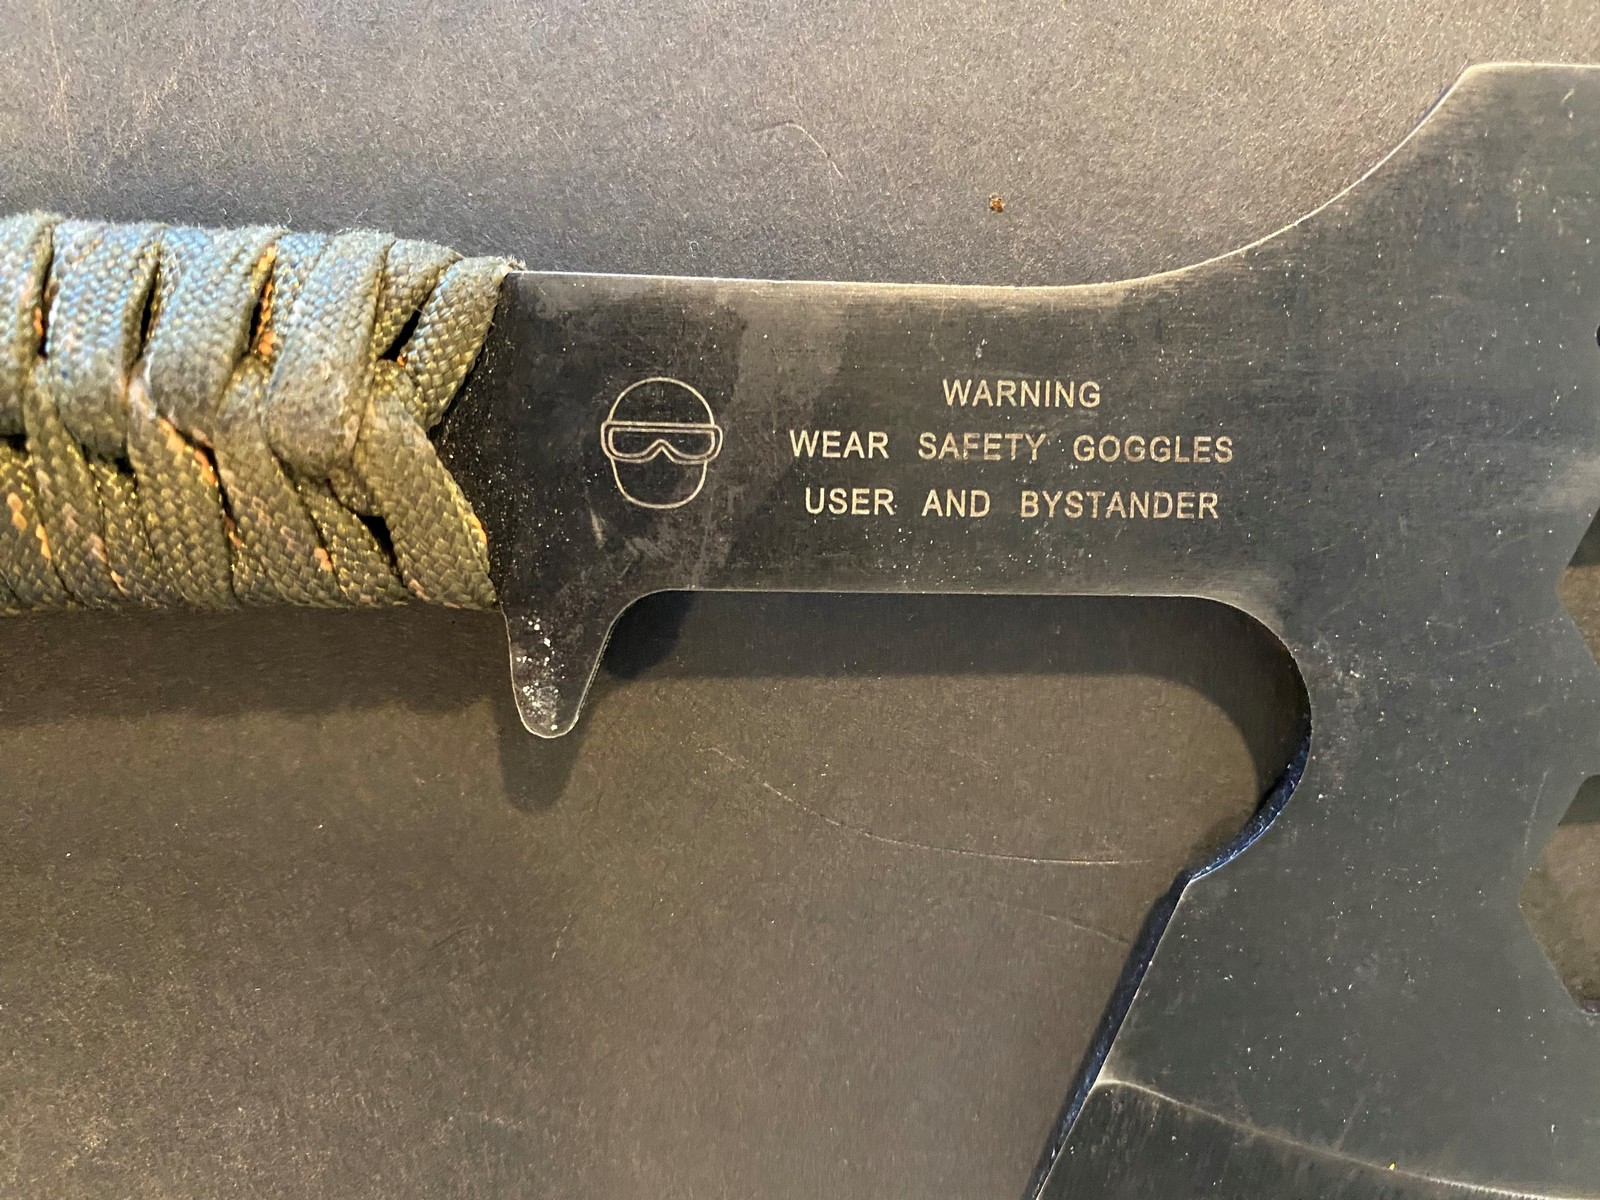 WARNING
WEAR SAFETY GOGGLES
USER AND BYSTANDER